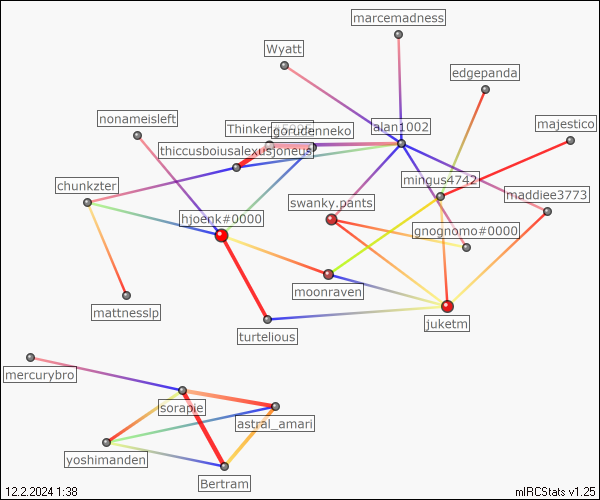 marcemadness
Wyatt
edgepanda
nonameisleft
gorudenneko
alan1002
majestico
thiccusboiusalexusjoneus
chunkzter
mingus4742
maddiee3773
swanky.pants
hjoenk#0000
gnognomo#0000
moonraven
mattnesslp
juketm
turtelious
mercurybro
sorapie
astral_amari
yoshimanden
Bertram
12.2.2024 1:38
mIRCStats v1.25